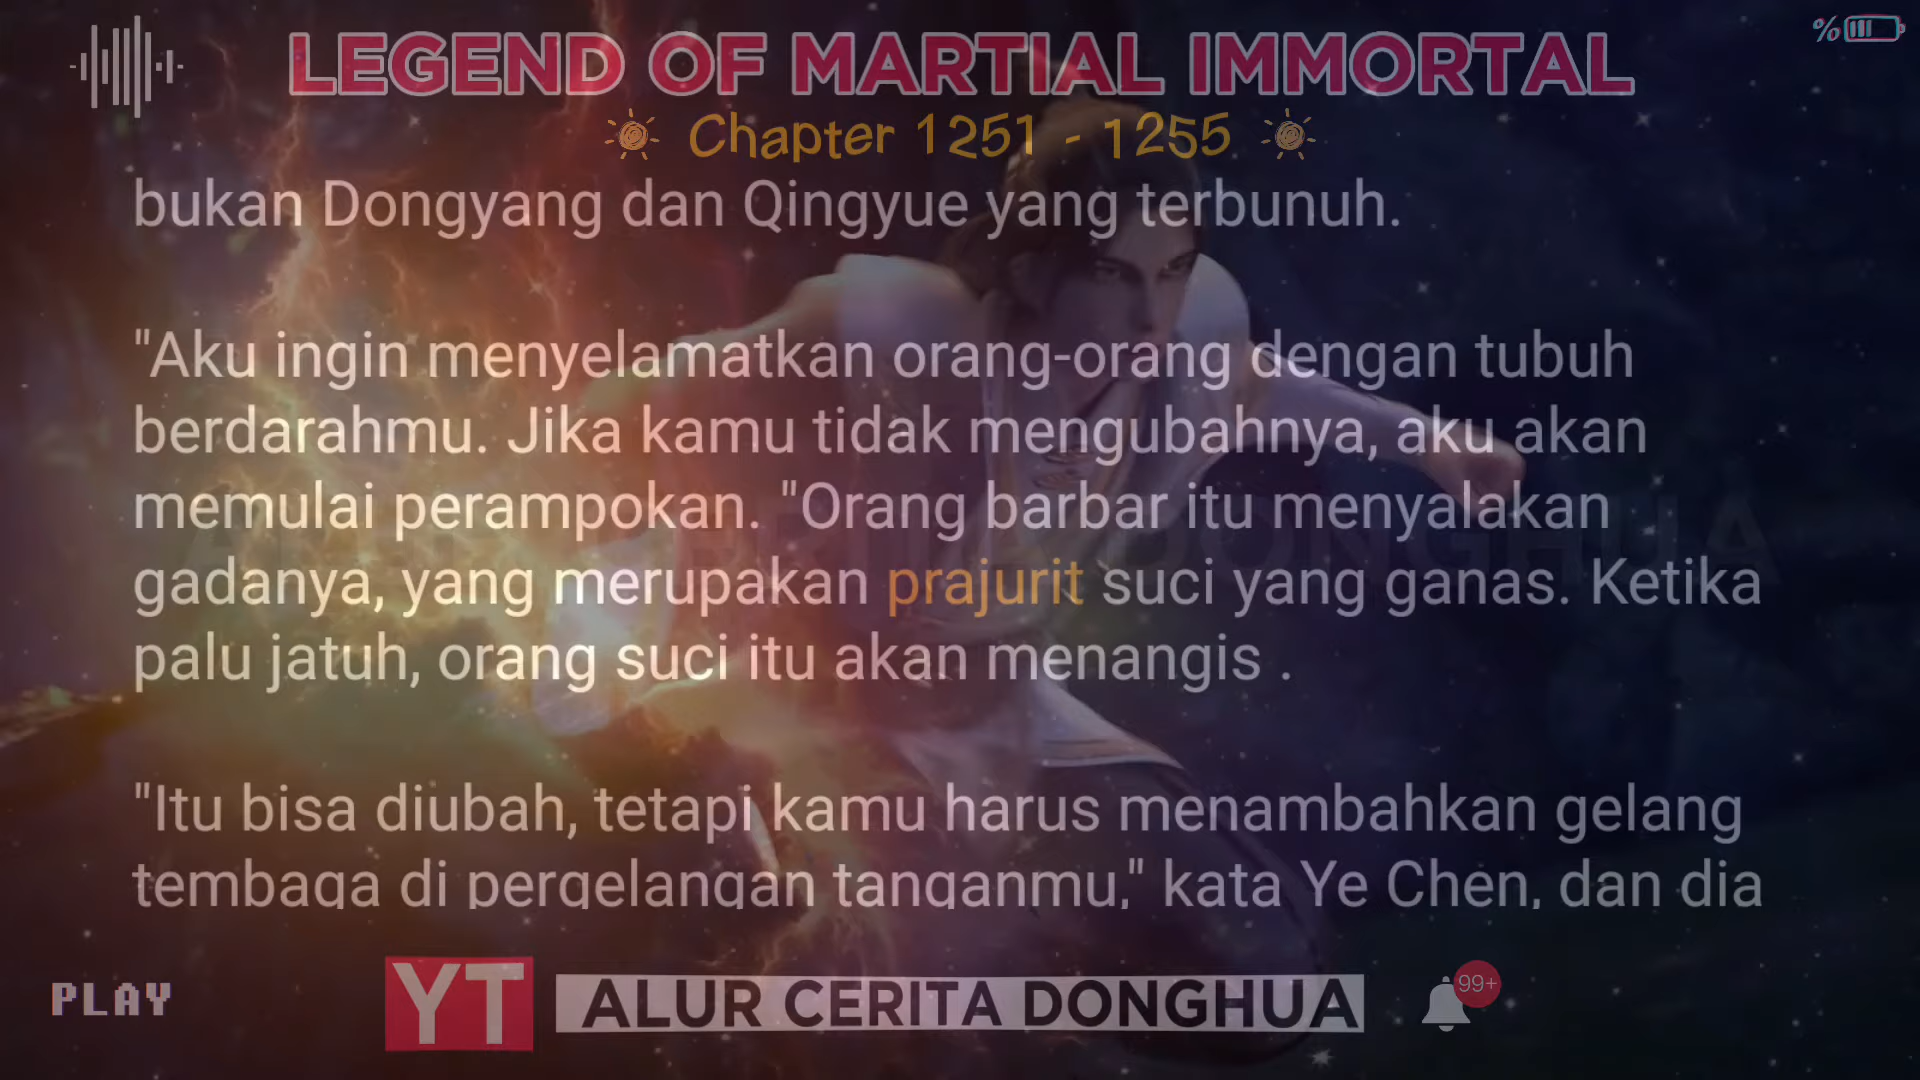 LEGEND OF MARTIAL IMMORTAL
%
Chapter 1251 - 1255
bukan Dongyang dan Qingyue yang terbunuh.
"Aku ingin menyelamatkan orang-orang dengan tubuh
berdarahmu. Jika kamu tidak mengubahnya, aku akan
memulai perampokan. "Orang barbar itu menyalakan
gadanya, yang merupakan prajurit suci yang ganas. Ketika
palu jatuh, orang suci itu akan menangis .
"Itu bisa diubah, tetapi kamu harus menambahkan gelang
tembaga di pergelangan tanganmu," kata Ye Chen, dan dia
PLAY
YT
ALUR CERITA DONGHUA
99+